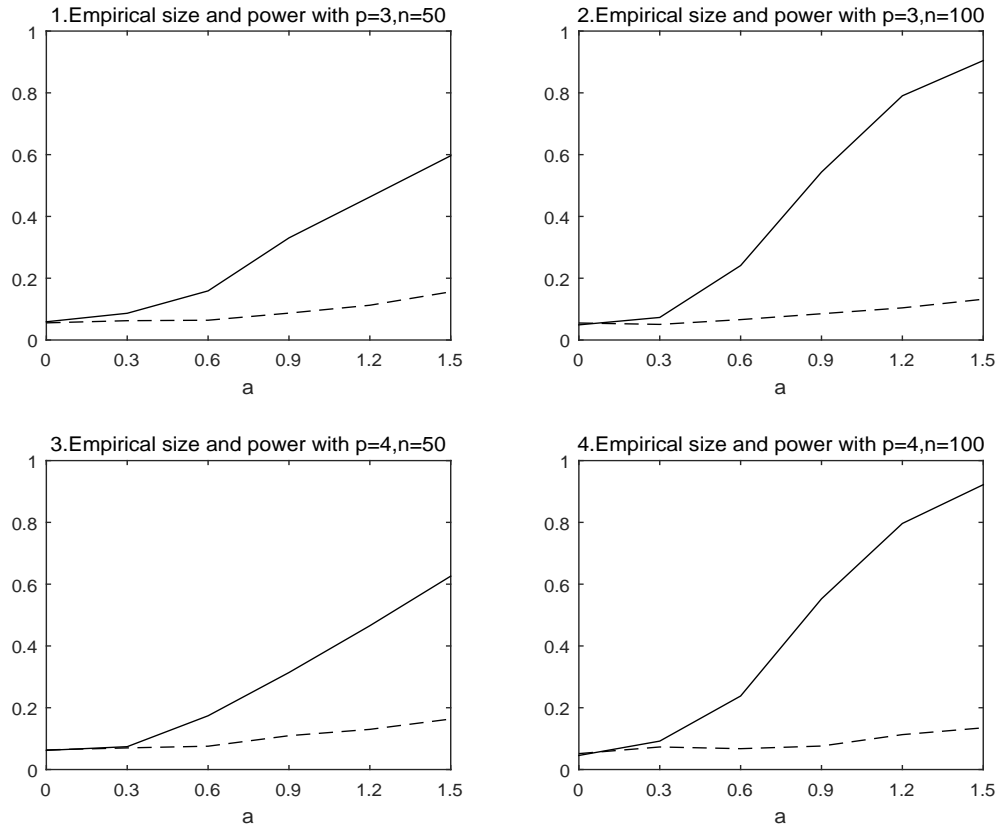 1.Empirical size and power with p=3,n=50
1
0.8
0.6
0.4
0.2
0
0 0.3 0.6 0.9 1.2 1.5
a
2.Empirical size and power with p=3,n=100
1
0.8
0.6
0.4
0.2
0
0 0.3 0.6 0.9 1.2 1.5
a
3.Empirical size and power with p=4,n=50
1
0.8
0.6
0.4
0.2
0
0 0.3 0.6 0.9 1.2 1.5
a
4.Empirical size and power with p=4,n=100
1
0.8
0.6
0.4
0.2
0
0 0.3 0.6 0.9 1.2 1.5
a